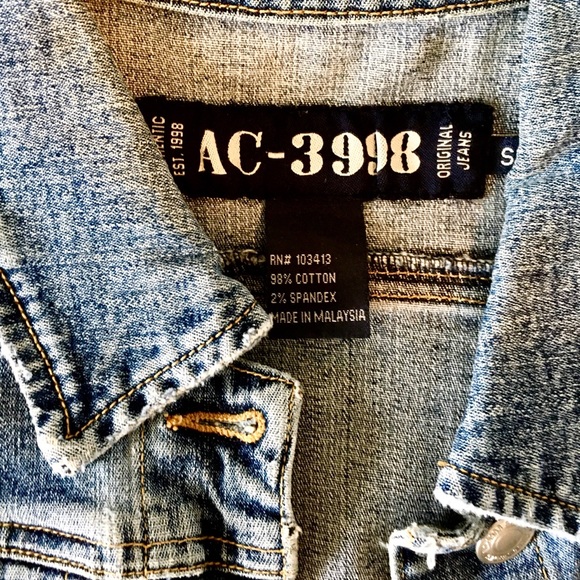 EST. 1998
AC-3998
ORIGINAL
JEANS
S
RN# 103413
98% COTTON
2% SPANDEX
MADE IN MALAYSIA